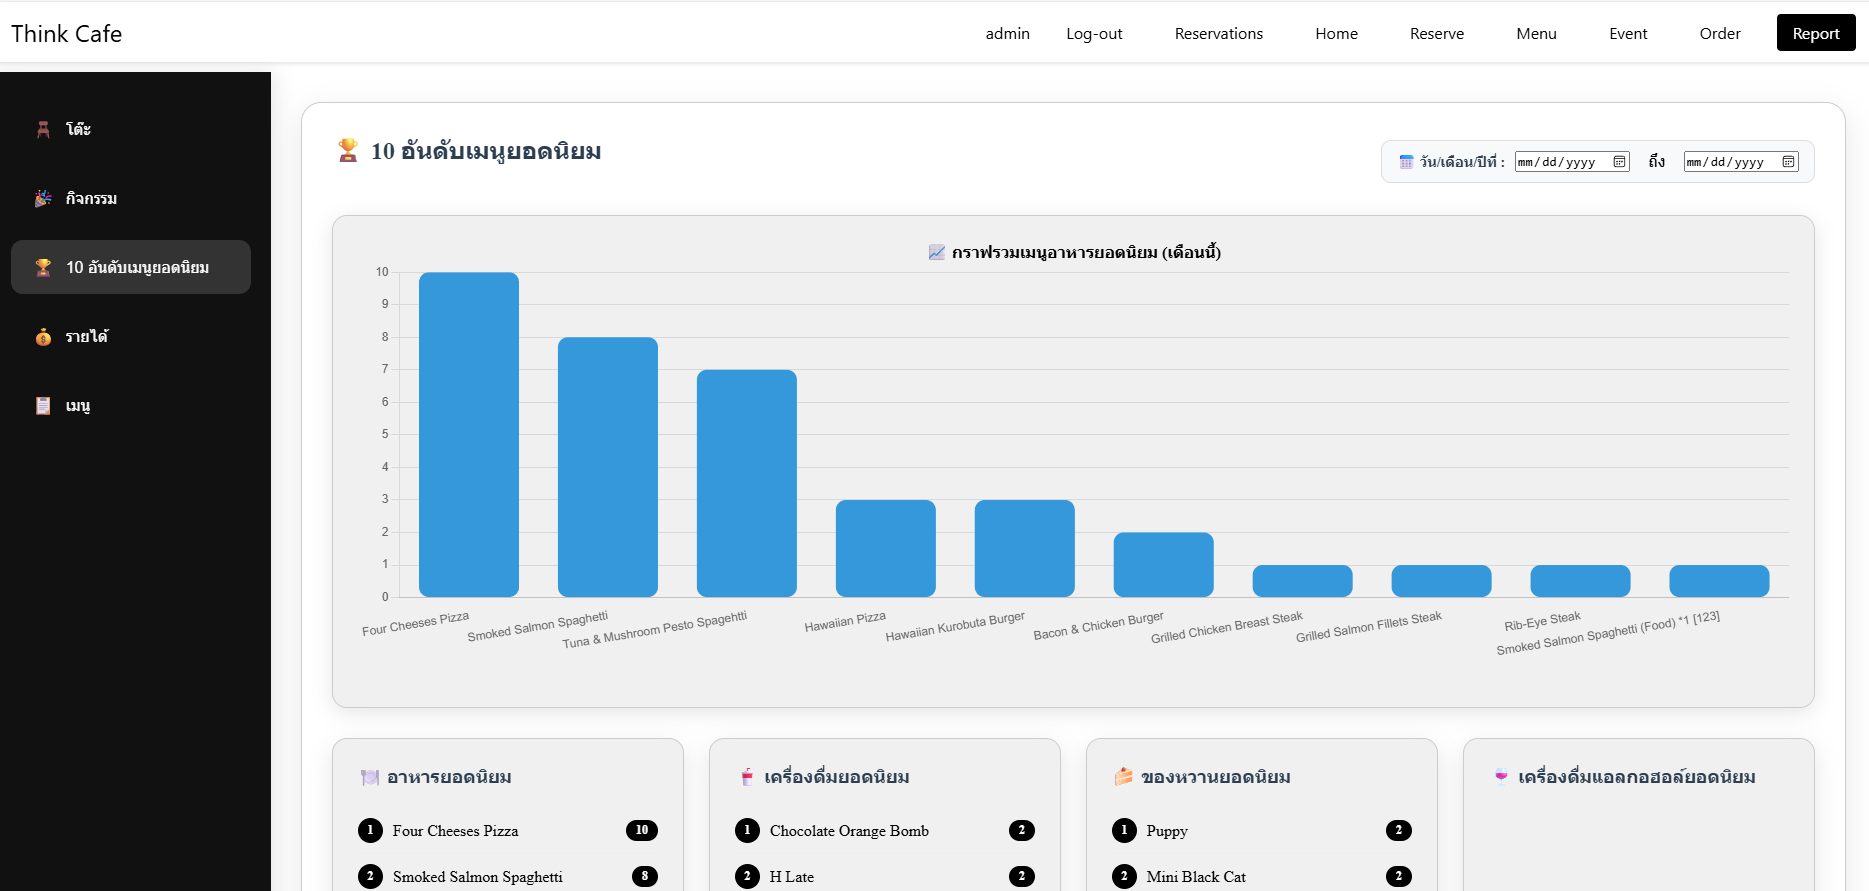 Think Cafe
admin Log-out Reservations Home Reserve Menu Event Order Report
โต๊ะ
กิจกรรม
10 อันดับเมนูยอดนิยม
รายได้
เมนู
10 อันดับเมนูยอดนิยม
วัน/เดือน/ปีที่ : mm/dd/yyyy ถึง mm/dd/yyyy
กราฟรวมเมนูอาหารยอดนิยม (เดือนนี้)
10
9
8
7
6
5
4
3
2
1
0
Four Cheeses Pizza
Smoked Salmon Spaghetti
Tuna & Mushroom Pesto Spagehtti
Hawaiian Pizza
Hawaiian Kurobuta Burger
Bacon & Chicken Burger
Grilled Chicken Breast Steak
Grilled Salmon Fillets Steak
Rib-Eye Steak
Smoked Salmon Spaghetti (Food) *1 [123]
อาหารยอดนิยม
1 Four Cheeses Pizza 10
2 Smoked Salmon Spaghetti 8
เครื่องดื่มยอดนิยม
1 Chocolate Orange Bomb 2
2 H Late 2
ของหวานยอดนิยม
1 Puppy 2
2 Mini Black Cat 2
เครื่องดื่มแอลกอฮอล์ยอดนิยม